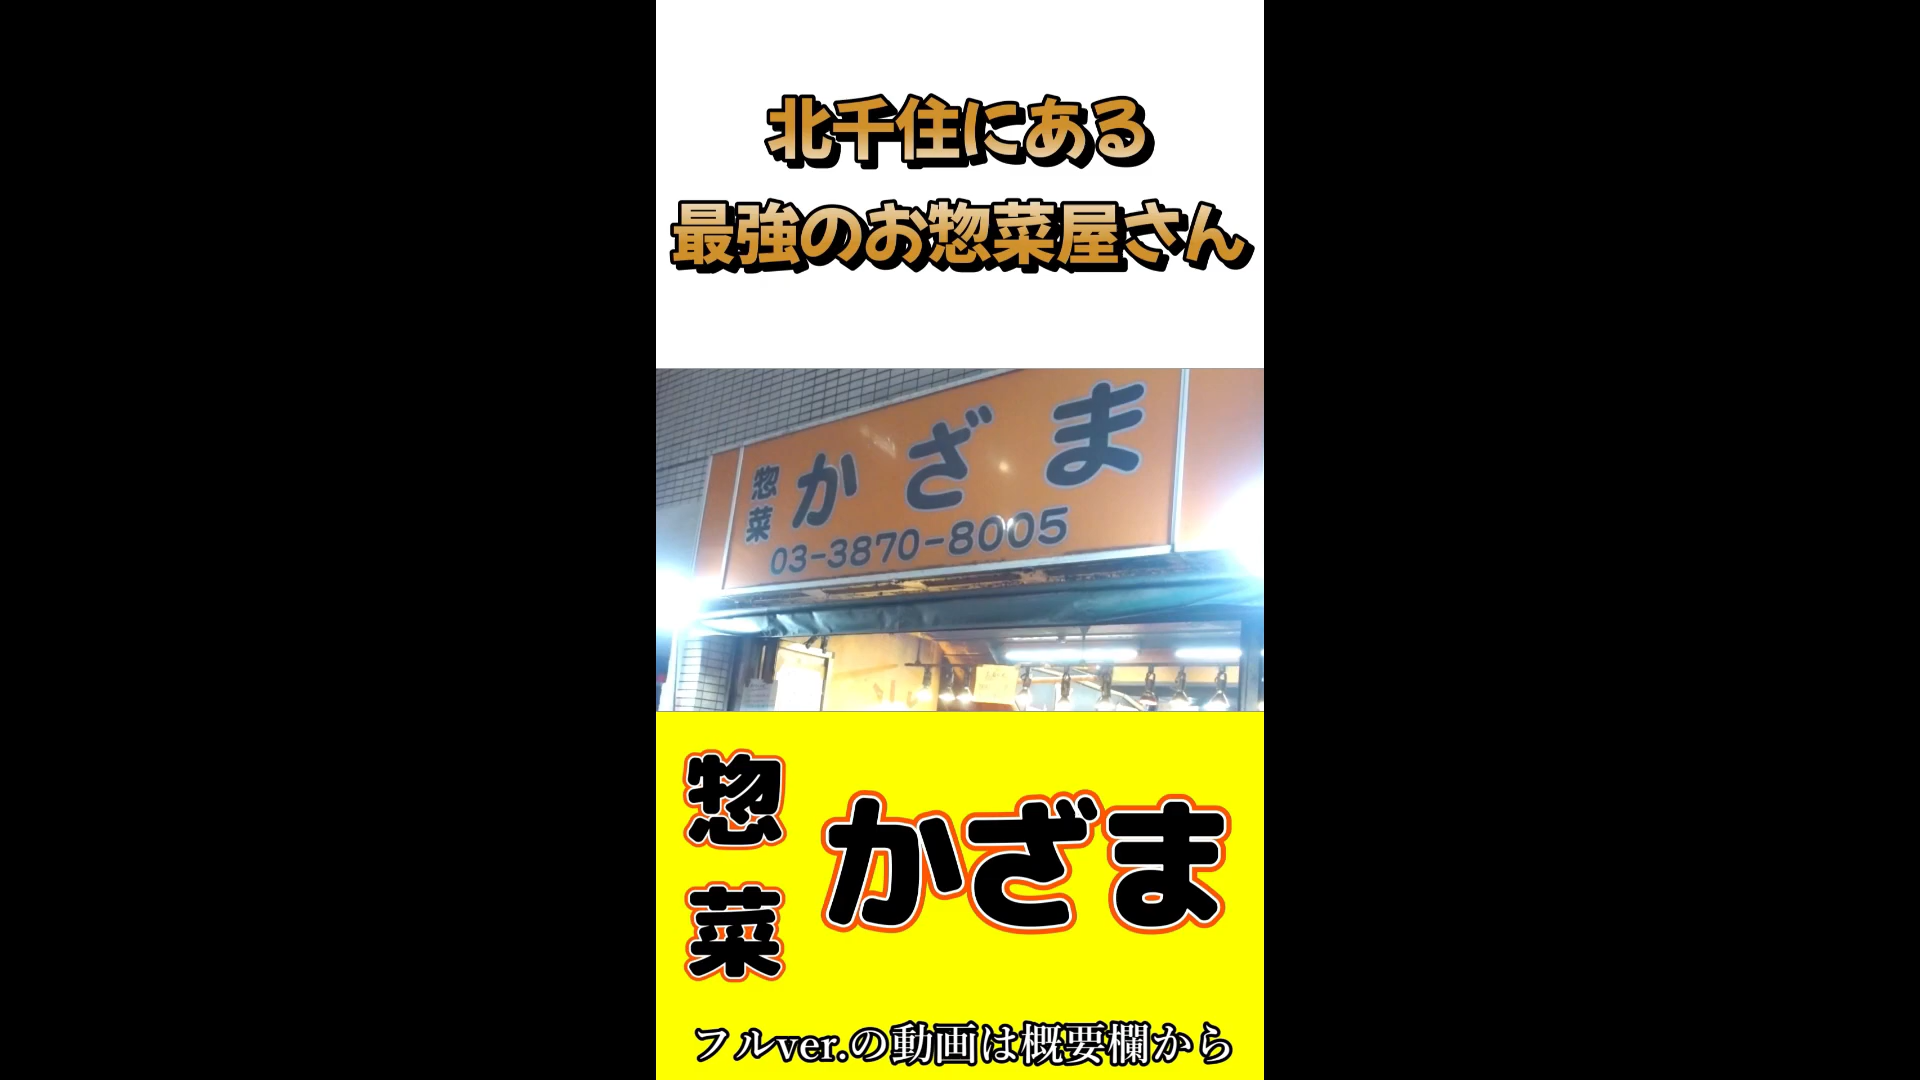 北千住にある
最強のお惣菜屋さん
惣菜 かざま
03-3870-8005
惣菜 かざま
フルver.の動画は概要欄から